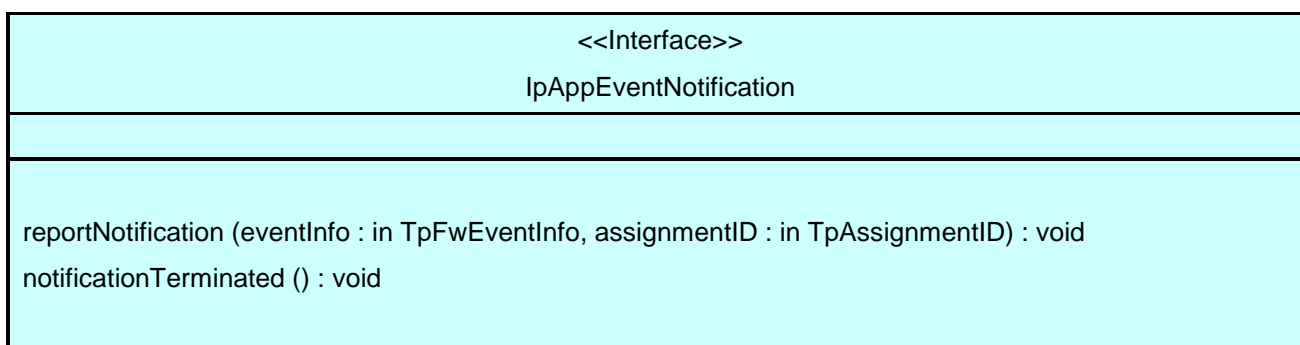 <<Interface>>
IpAppEventNotification
reportNotification (eventInfo : in TpFwEventInfo, assignmentID : in TpAssignmentID) : void
notificationTerminated () : void